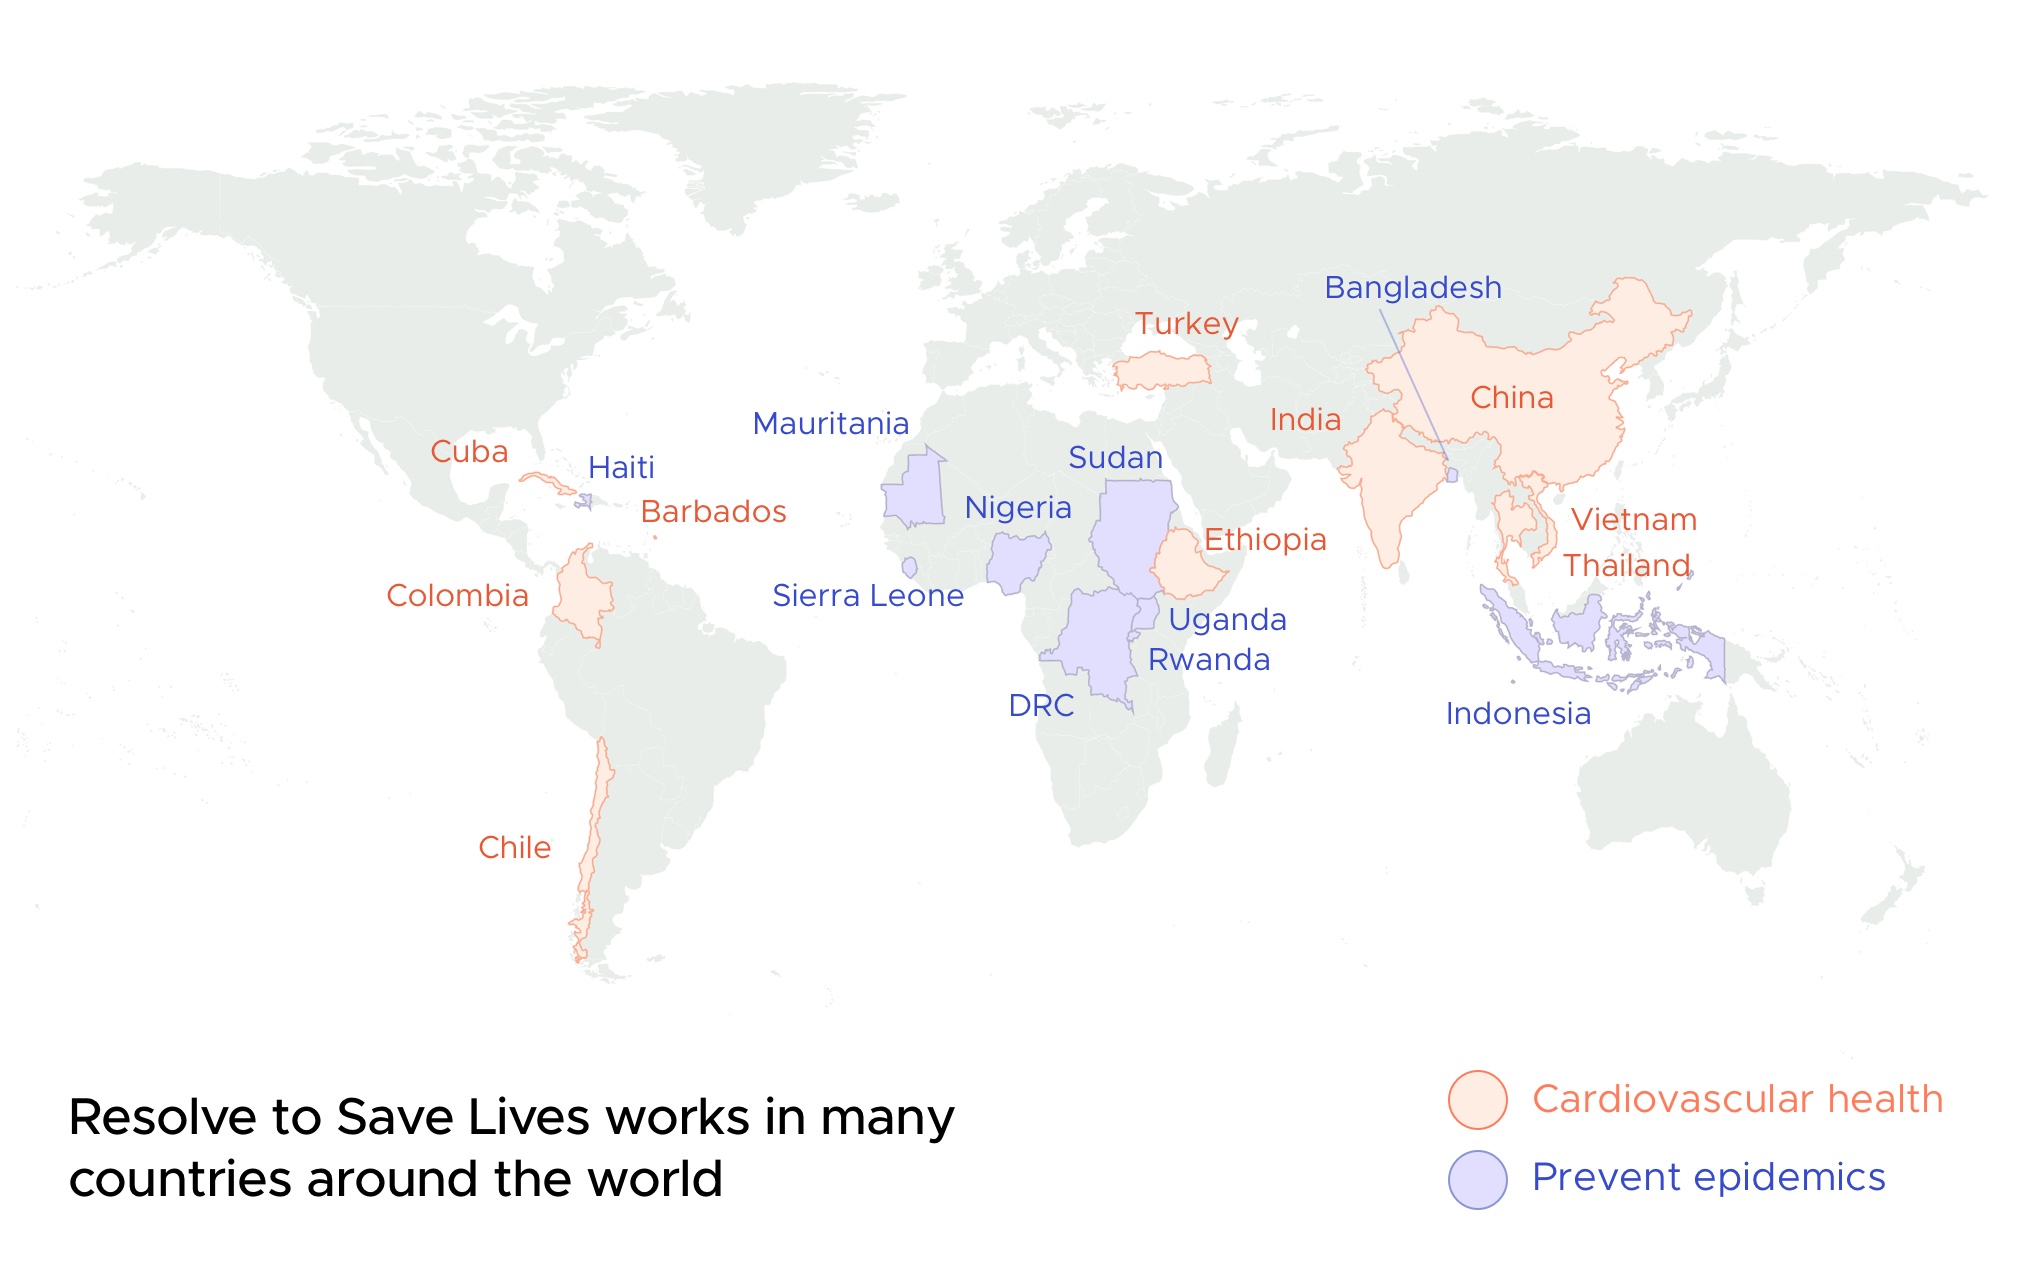 Bangladesh
Turkey
China
India
Mauritania
Cuba
Haiti
Sudan
Nigeria
Barbados
Vietnam
Ethiopia
Thailand
Colombia
Sierra Leone
Uganda
Rwanda
DRC
Indonesia
Chile
Resolve to Save Lives works in many
countries around the world
Cardiovascular health
Prevent epidemics